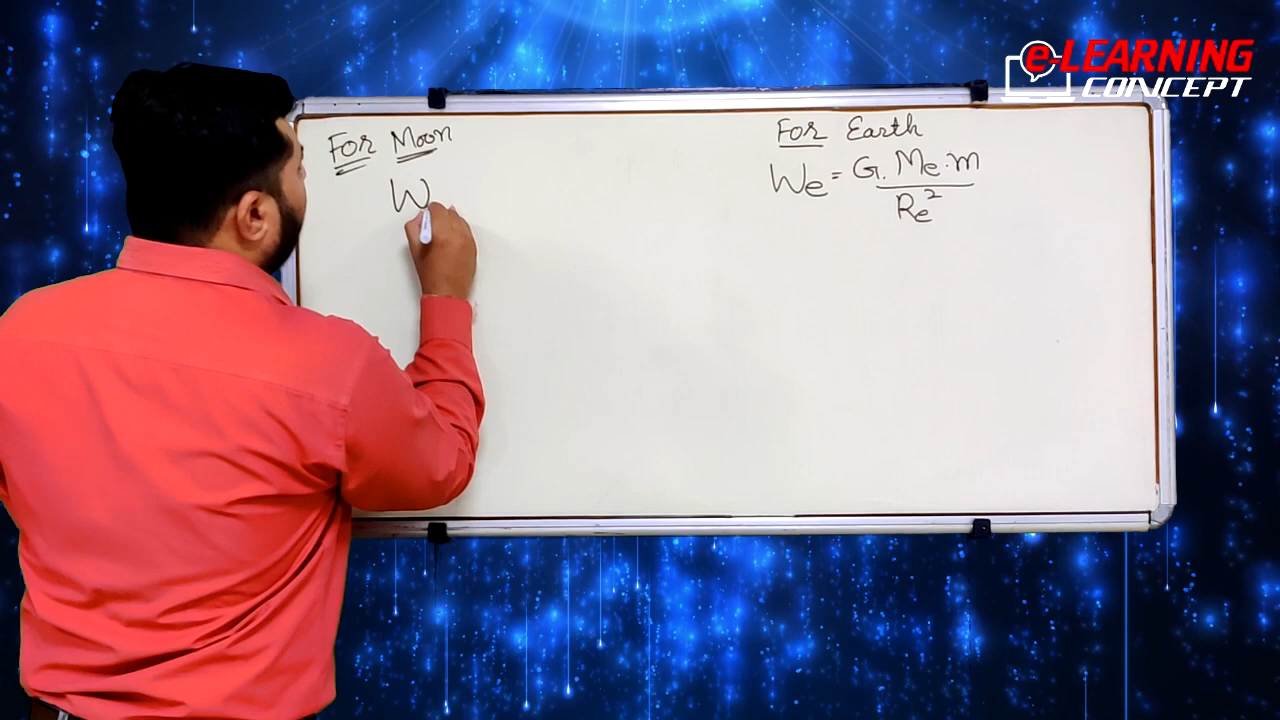 e-LEARNING
CONCEPT
For Moon
W
For Earth
We = G. Me . m
Re²